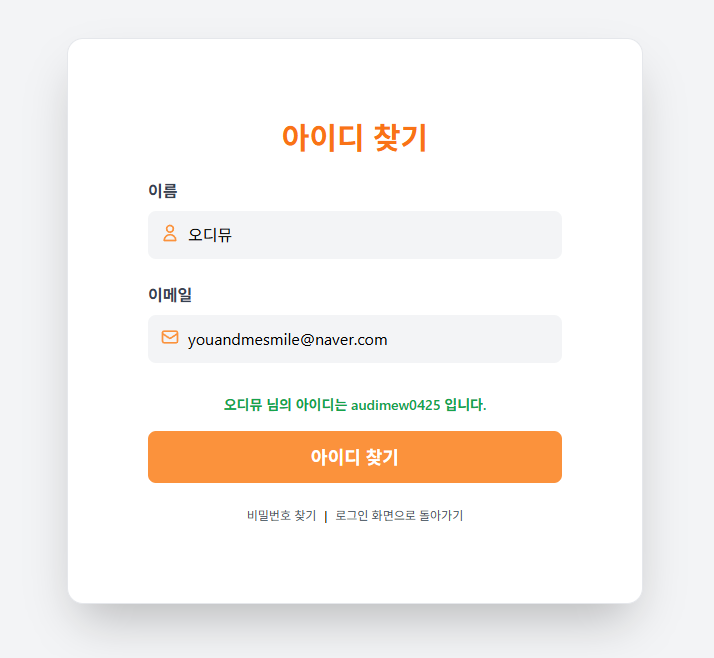 아이디 찾기
이름
오디뮤
이메일
youandmesmile@naver.com
오디뮤 님의 아이디는 audimew0425 입니다.
아이디 찾기
비밀번호 찾기 | 로그인 화면으로 돌아가기